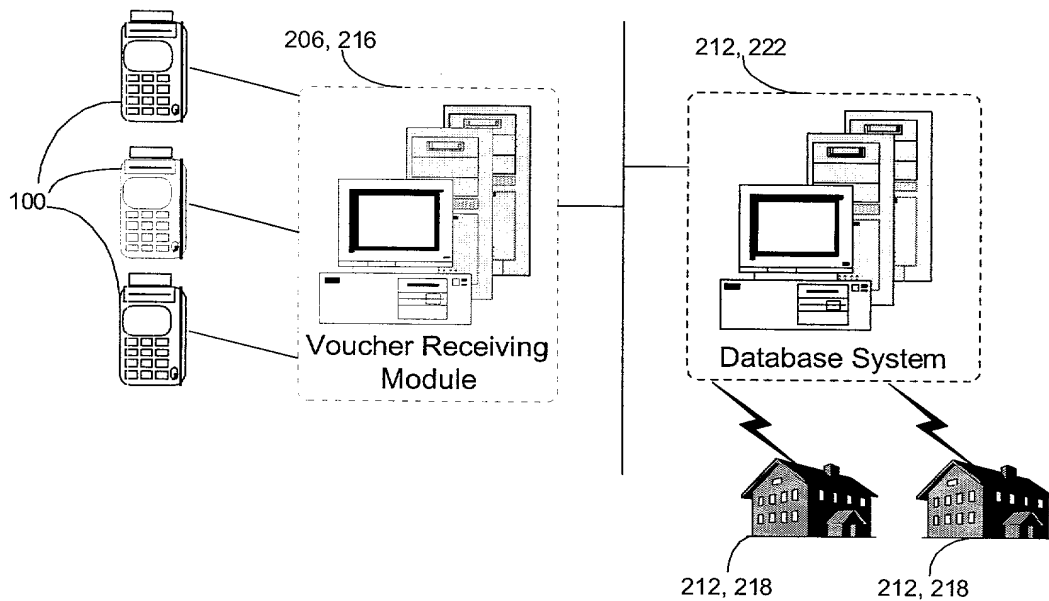 206, 216
212, 222
100
Voucher Receiving
Module
Database System
212, 218
212, 218